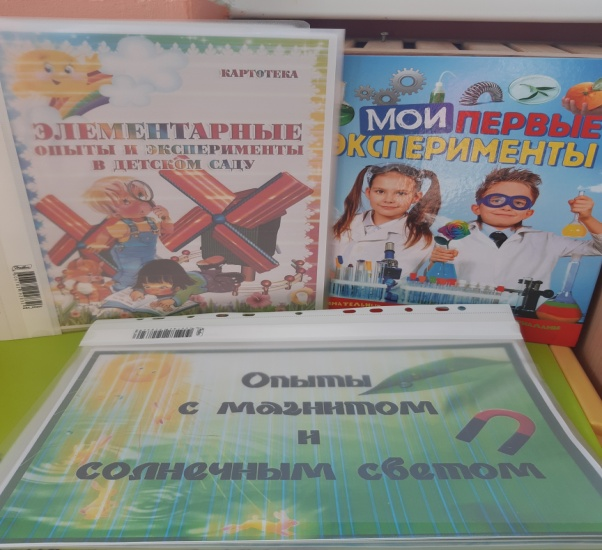 КАРТОТЕКА
ЭЛЕМЕНТАРНЫЕ
ОПЫТЫ И ЭКСПЕРИМЕНТЫ
В ДЕТСКОМ САДУ
МОИ ПЕРВЫЕ
ЭКСПЕРИМЕНТЫ
Опыты
с магнитом
и
солнечным светом